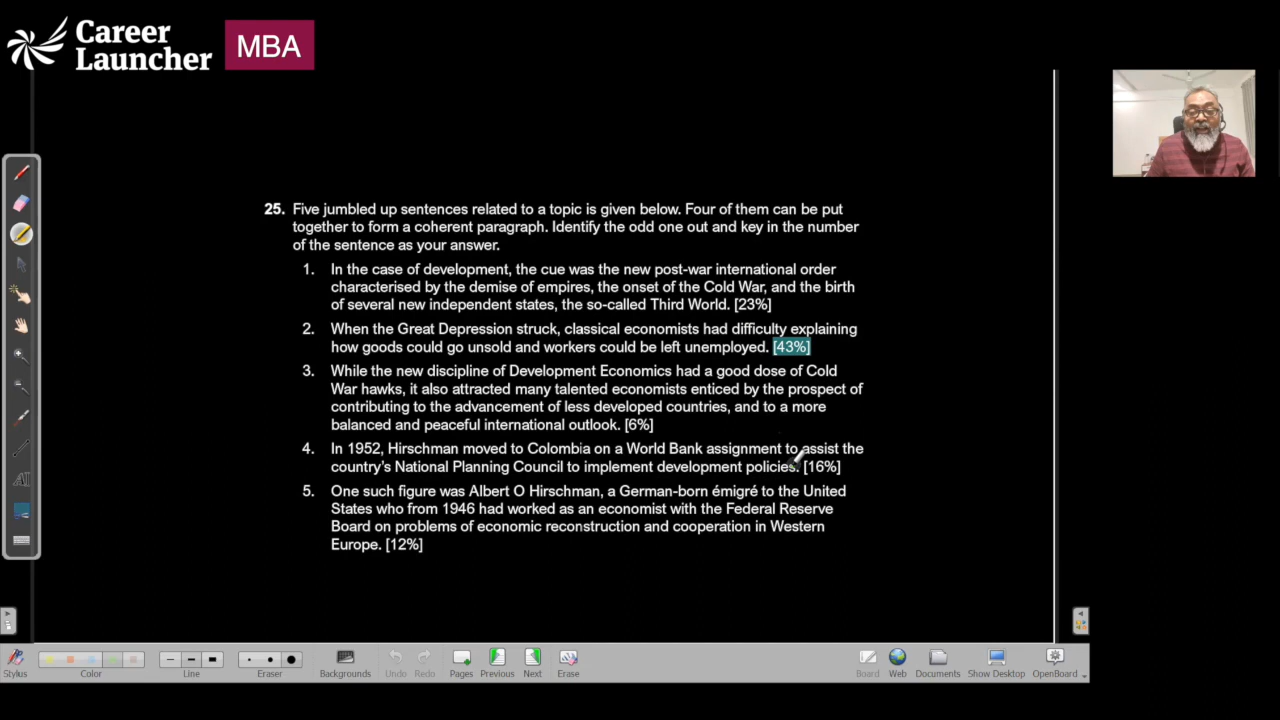 Career
Launcher
MBA
25. Five jumbled up sentences related to a topic is given below. Four of them can be put
together to form a coherent paragraph. Identify the odd one out and key in the number
of the sentence as your answer.
1. In the case of development, the cue was the new post-war international order
characterised by the demise of empires, the onset of the Cold War, and the birth
of several new independent states, the so-called Third World. [23%]
2. When the Great Depression struck, classical economists had difficulty explaining
how goods could go unsold and workers could be left unemployed. [43%]
3. While the new discipline of Development Economics had a good dose of Cold
War hawks, it also attracted many talented economists enticed by the prospect of
contributing to the advancement of less developed countries, and to a more
balanced and peaceful international outlook. [6%]
4. In 1952, Hirschman moved to Colombia on a World Bank assignment to assist the
country's National Planning Council to implement development policies. [16%]
5. One such figure was Albert O Hirschman, a German-born émigré to the United
States who from 1946 had worked as an economist with the Federal Reserve
Board on problems of economic reconstruction and cooperation in Western
Europe. [12%]
Stylus Color Line Eraser Backgrounds Undo Redo Pages Previous Next Erase Board Web Documents Show Desktop OpenBoard